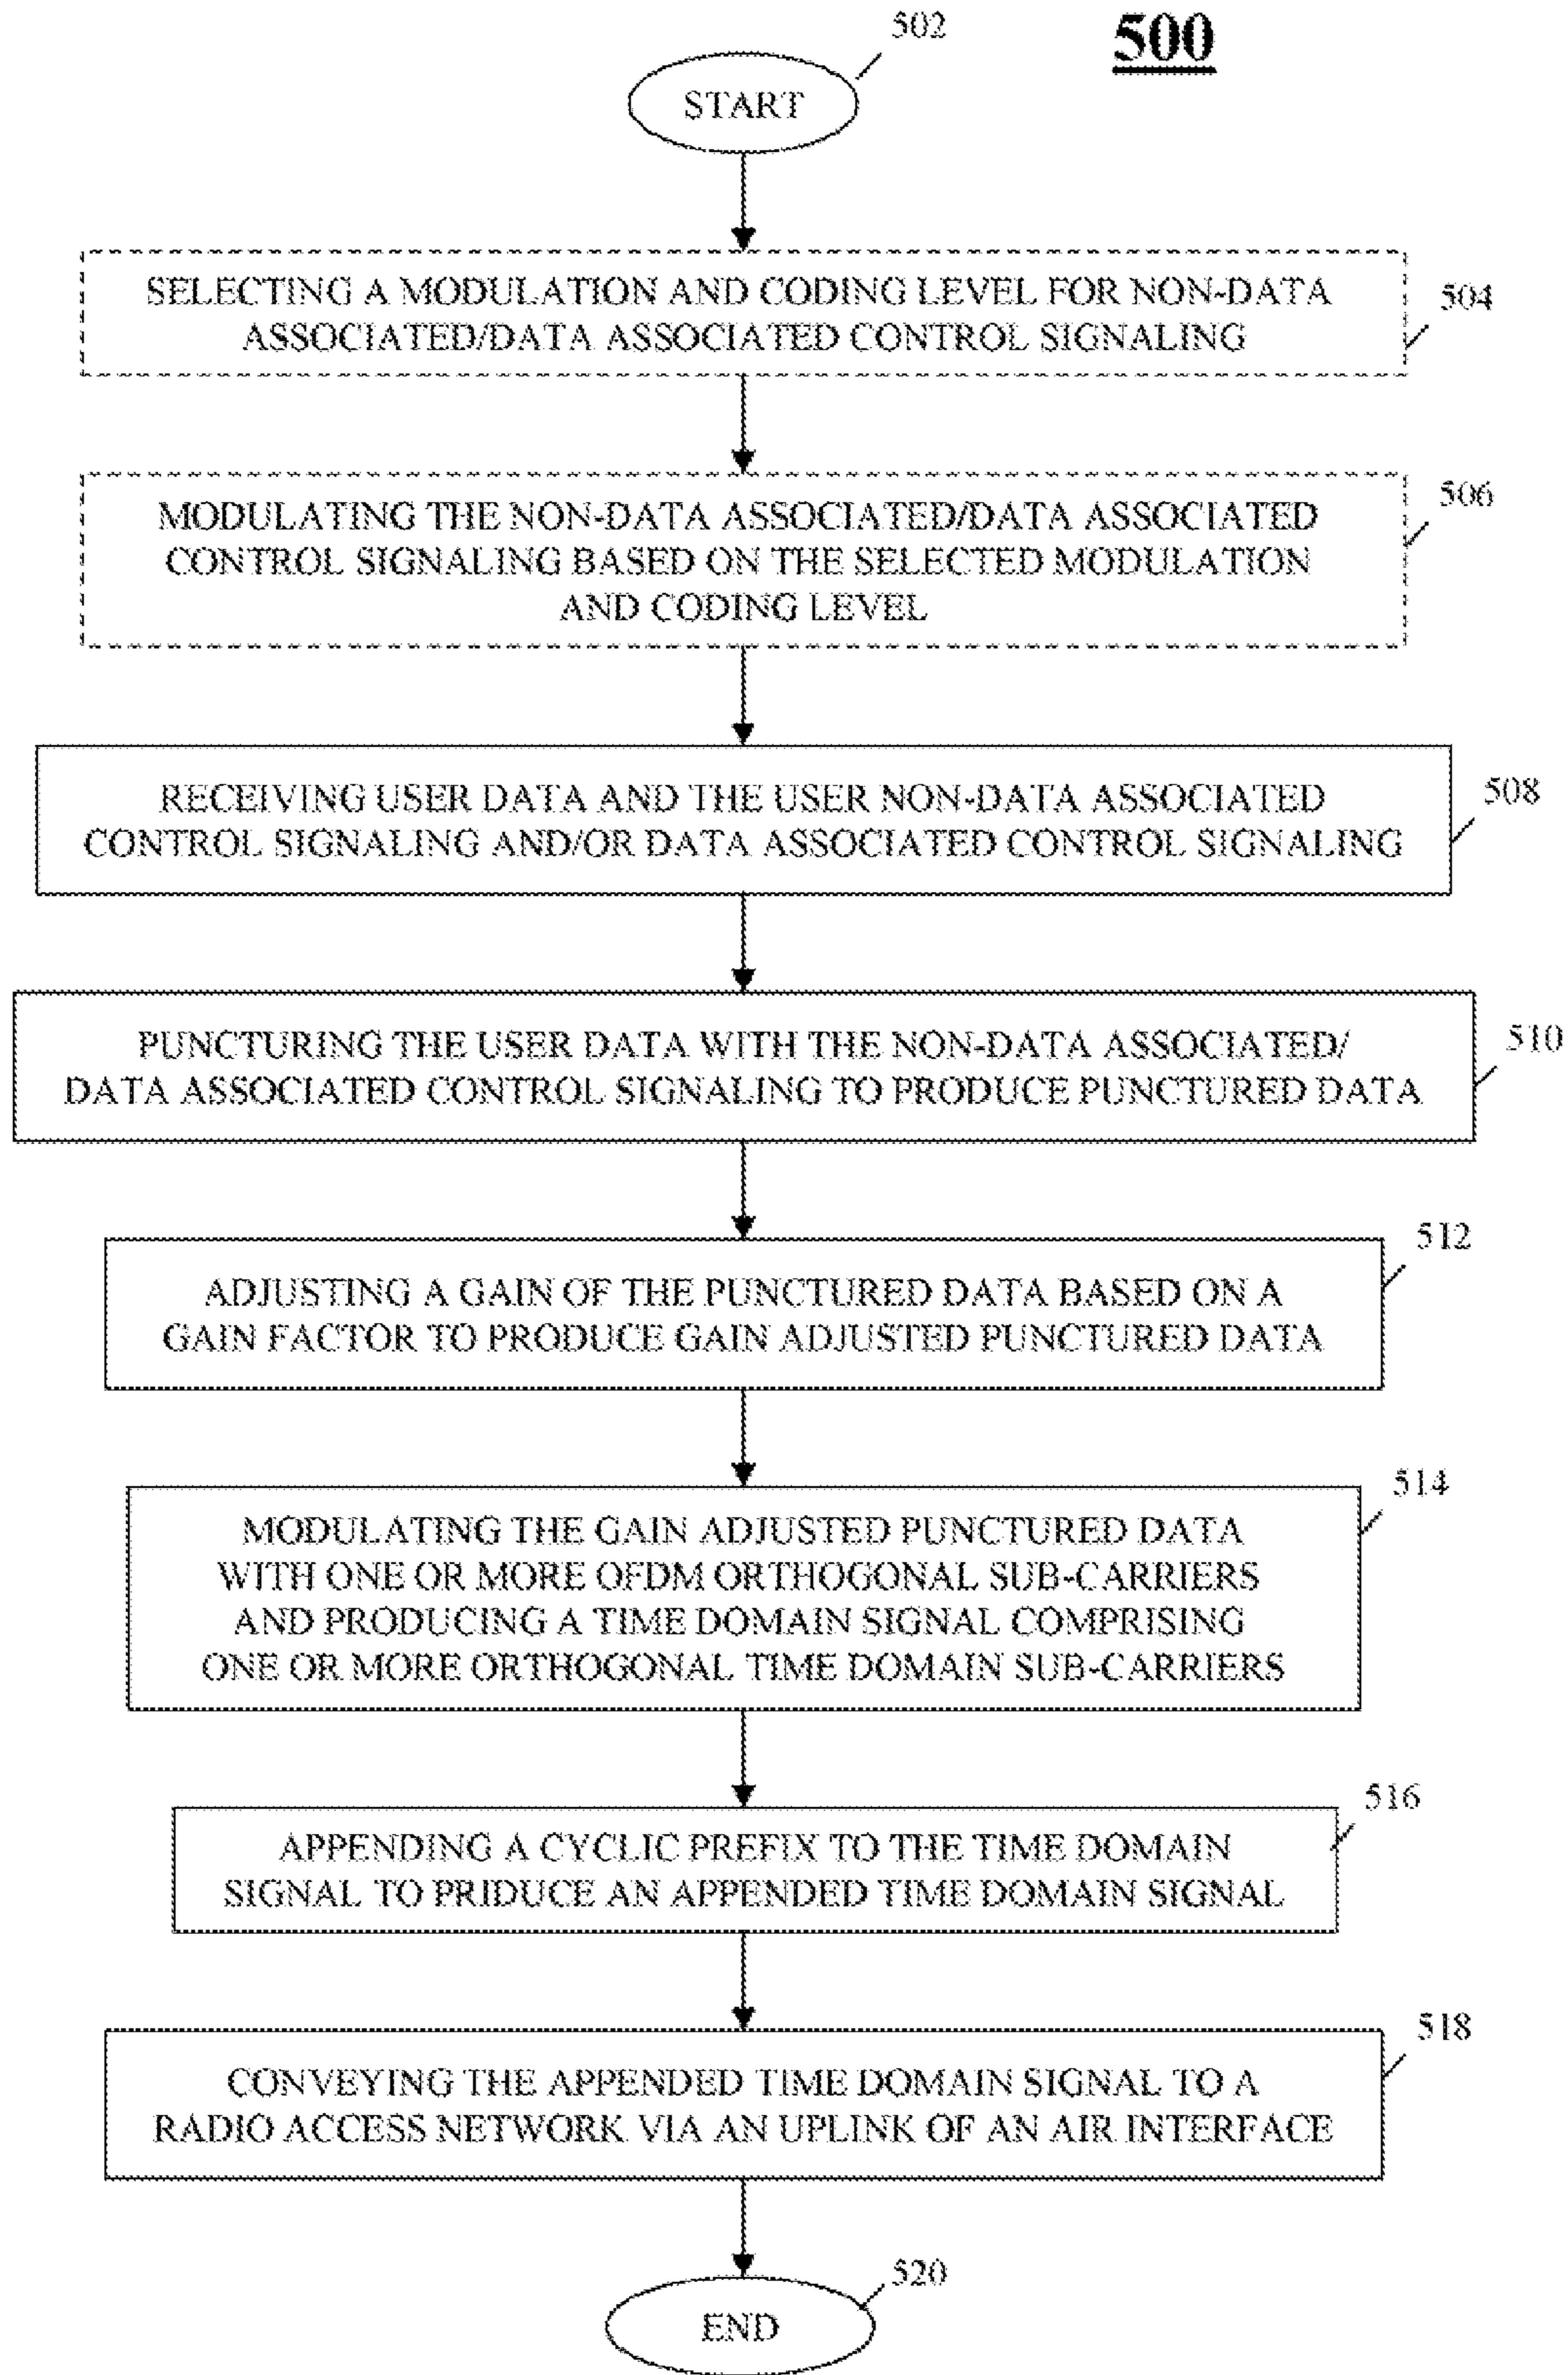 502
500
START
SELECTING A MODULATION AND CODING LEVEL FOR NON-DATA
ASSOCIATED/DATA ASSOCIATED CONTROL SIGNALING
504
MODULATING THE NON-DATA ASSOCIATED/DATA ASSOCIATED
CONTROL SIGNALING BASED ON THE SELECTED MODULATION
AND CODING LEVEL
506
RECEIVING USER DATA AND THE USER NON-DATA ASSOCIATED
CONTROL SIGNALING AND/OR DATA ASSOCIATED CONTROL SIGNALING
508
PUNCTURING THE USER DATA WITH THE NON-DATA ASSOCIATED/
DATA ASSOCIATED CONTROL SIGNALING TO PRODUCE PUNCTURED DATA
510
512
ADJUSTING A GAIN OF THE PUNCTURED DATA BASED ON A
GAIN FACTOR TO PRODUCE GAIN ADJUSTED PUNCTURED DATA
514
MODULATING THE GAIN ADJUSTED PUNCTURED DATA
WITH ONE OR MORE OFDM ORTHOGONAL SUB-CARRIERS
AND PRODUCING A TIME DOMAIN SIGNAL COMPRISING
ONE OR MORE ORTHOGONAL TIME DOMAIN SUB-CARRIERS
516
APPENDING A CYCLIC PREFIX TO THE TIME DOMAIN
SIGNAL TO PRIDUCE AN APPENDED TIME DOMAIN SIGNAL
518
CONVEYING THE APPENDED TIME DOMAIN SIGNAL TO A
RADIO ACCESS NETWORK VIA AN UPLINK OF AN AIR INTERFACE
520
END